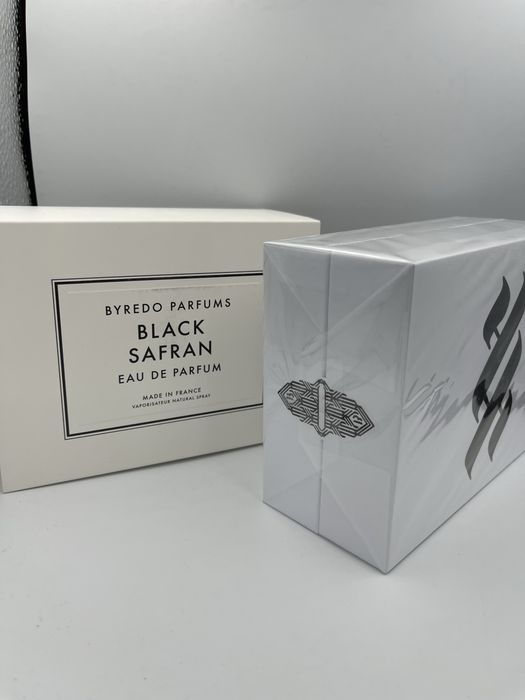 BYREDO PARFUMS
BLACK
SAFRAN
EAU DE PARFUM
MADE IN FRANCE
VAPORISATEUR NATURAL SPRAY